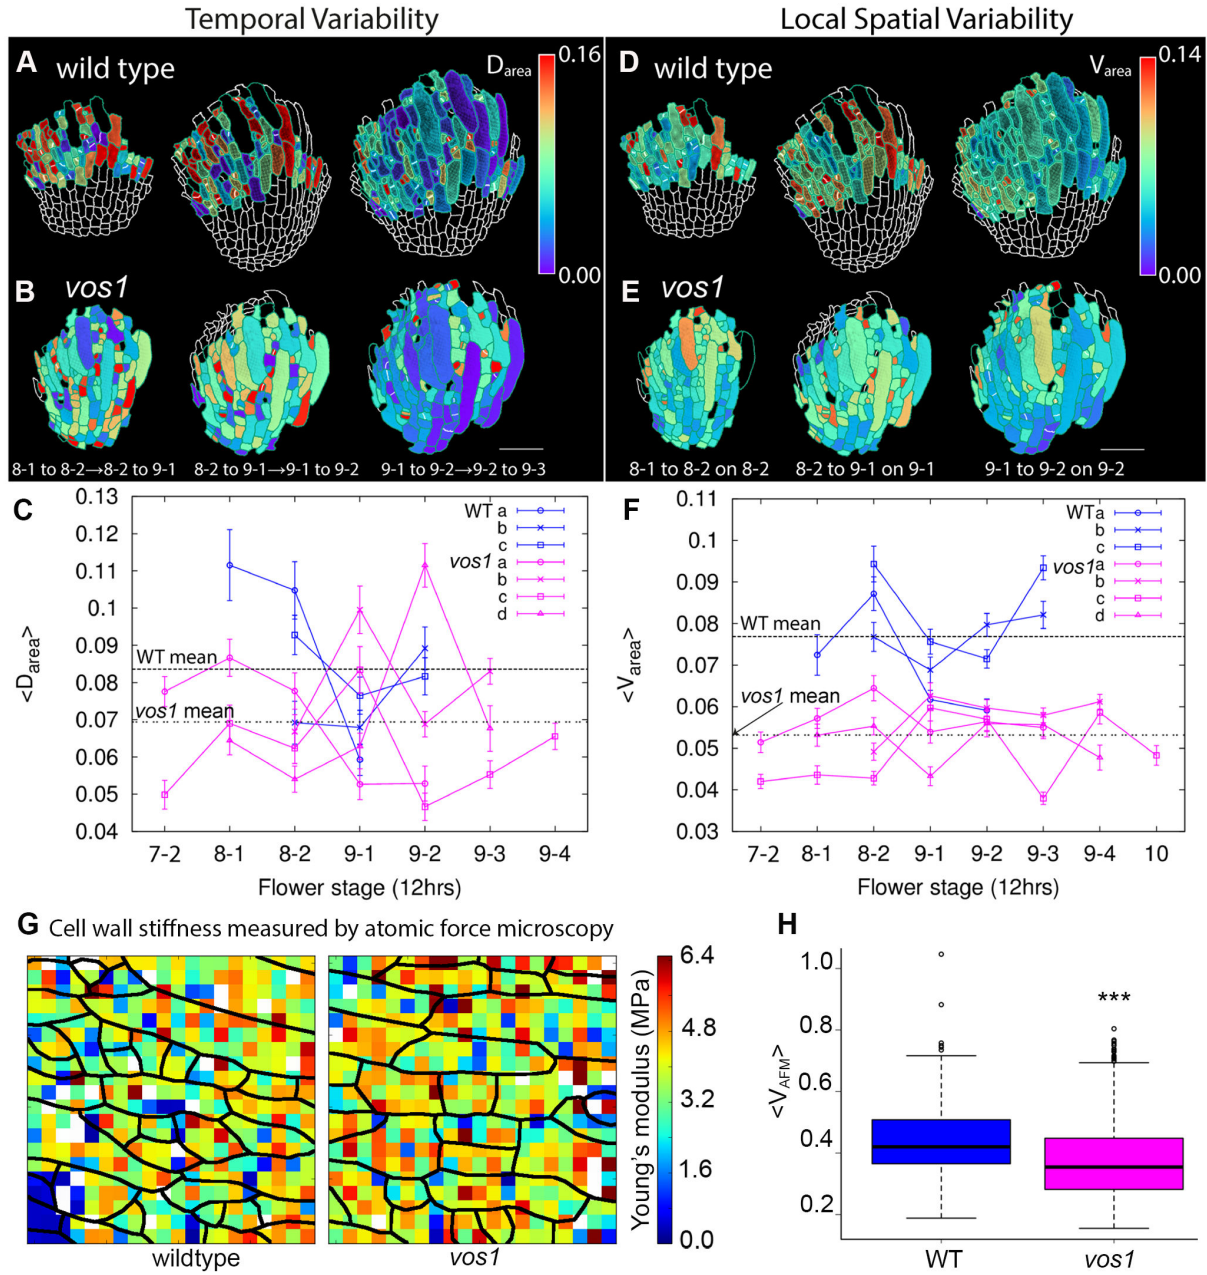 Temporal Variability
Local Spatial Variability
A
wild type
D_area
0.16
0.00
D
wild type
V_area
0.14
0.00
B
vos1
8-1 to 8-2→8-2 to 9-1
8-2 to 9-1→9-1 to 9-2
9-1 to 9-2→9-2 to 9-3
E
vos1
8-1 to 8-2 on 8-2
8-2 to 9-1 on 9-1
9-1 to 9-2 on 9-2
C
0.13
0.12
0.11
0.1
0.09
0.08
0.07
0.06
0.05
0.04
<D_area>
WT a
b
c
vos1 a
b
c
d
WT mean
vos1 mean
7-2 8-1 8-2 9-1 9-2 9-3 9-4
Flower stage (12hrs)
F
0.11
0.1
0.09
0.08
0.07
0.06
0.05
0.04
0.03
<V_area>
WT a
b
c
vos1 a
b
c
d
WT mean
vos1 mean
7-2 8-1 8-2 9-1 9-2 9-3 9-4 10
Flower stage (12hrs)
G Cell wall stiffness measured by atomic force microscopy
wildtype
vos1
6.4
4.8
3.2
1.6
0.0
Young's modulus (MPa)
H
1.0
0.8
0.6
0.4
0.2
<V_AFM>
***
WT
vos1